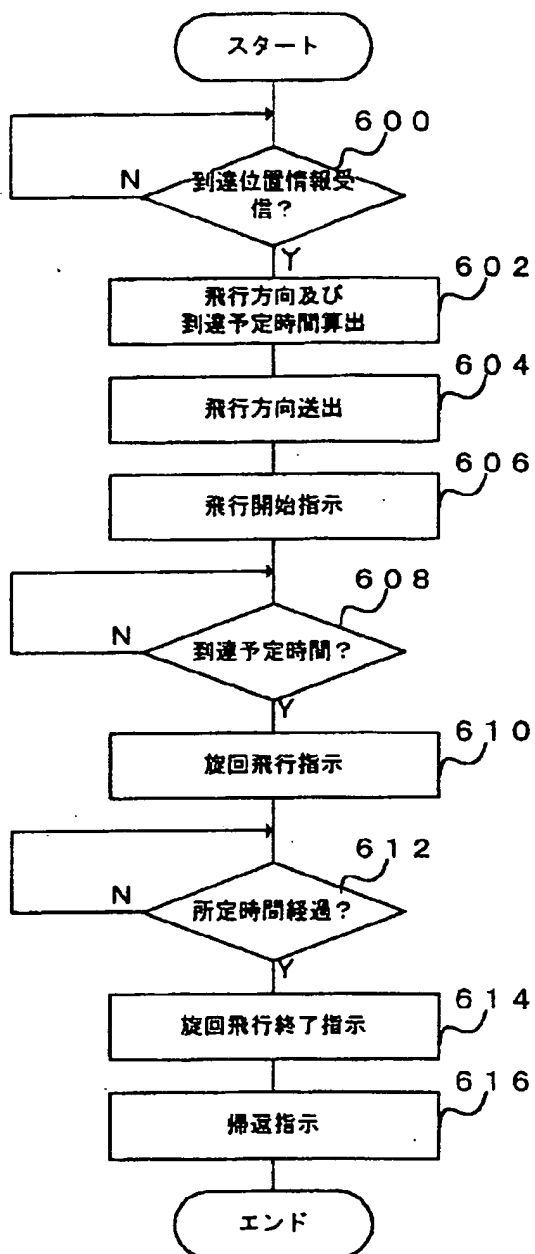 スタート
600
到達位置情報受
信？
N
Y
602
飛行方向及び
到達予定時間算出
604
飛行方向送出
606
飛行開始指示
608
到達予定時間？
N
Y
610
旋回飛行指示
612
所定時間経過？
N
Y
614
旋回飛行終了指示
616
帰還指示
エンド